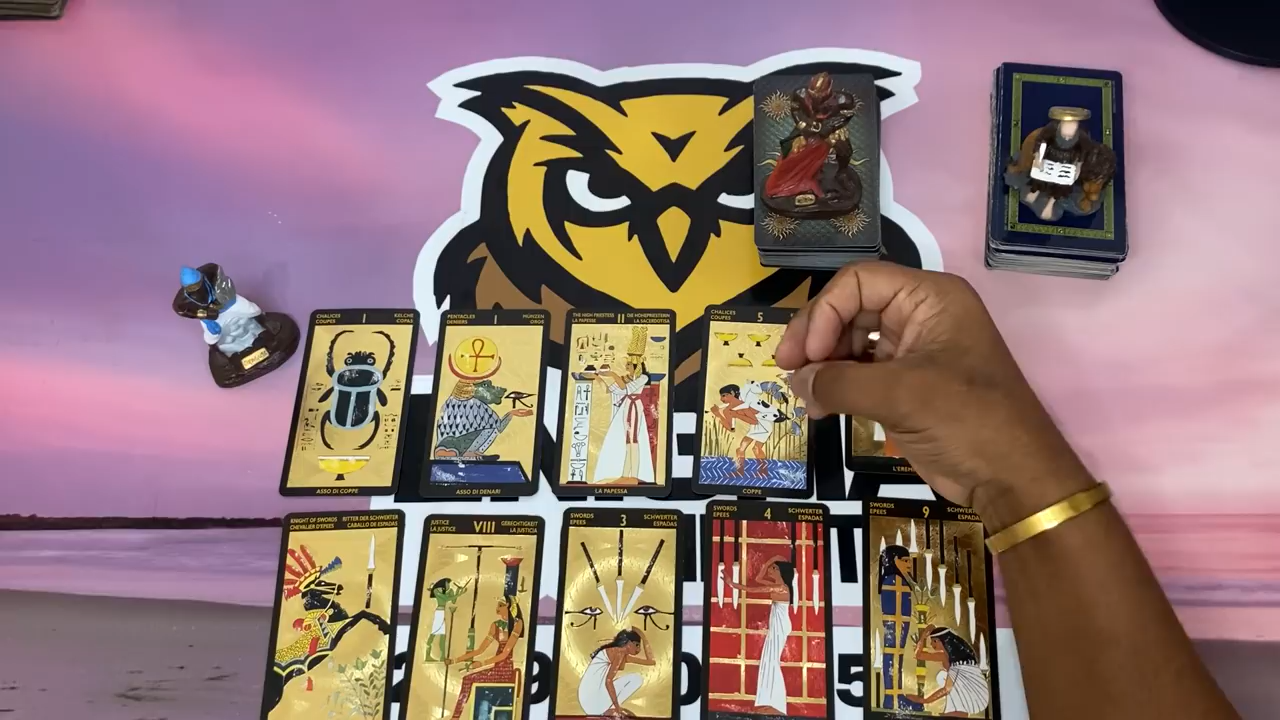 CHALICES I KELCHE
COUPES COPAS
ASSO DI COPPE
PENTACLES I MÜNZEN
DENIERS OROS
ASSO DI DENARI
THE HIGH PRIESTESS II DIE HOHEPRIESTERIN
LA PAPESSE LA SACERDOTISA
LA PAPESSA
CHALICES 5
COUPES
COPPE
L'EREM
KNIGHT OF SWORDS RITTER DER SCHWERTER
CHEVALIER D'EPEES CABALLO DE ESPADAS
JUSTICE VIII GERECHTIGKEIT
LA JUSTICE LA JUSTICIA
SWORDS 3 SCHWERTER
EPEES ESPADAS
SWORDS 4 SCHWERTER
EPEES ESPADAS
SWORDS 9 SCHWERTER
EPEES ESPADAS